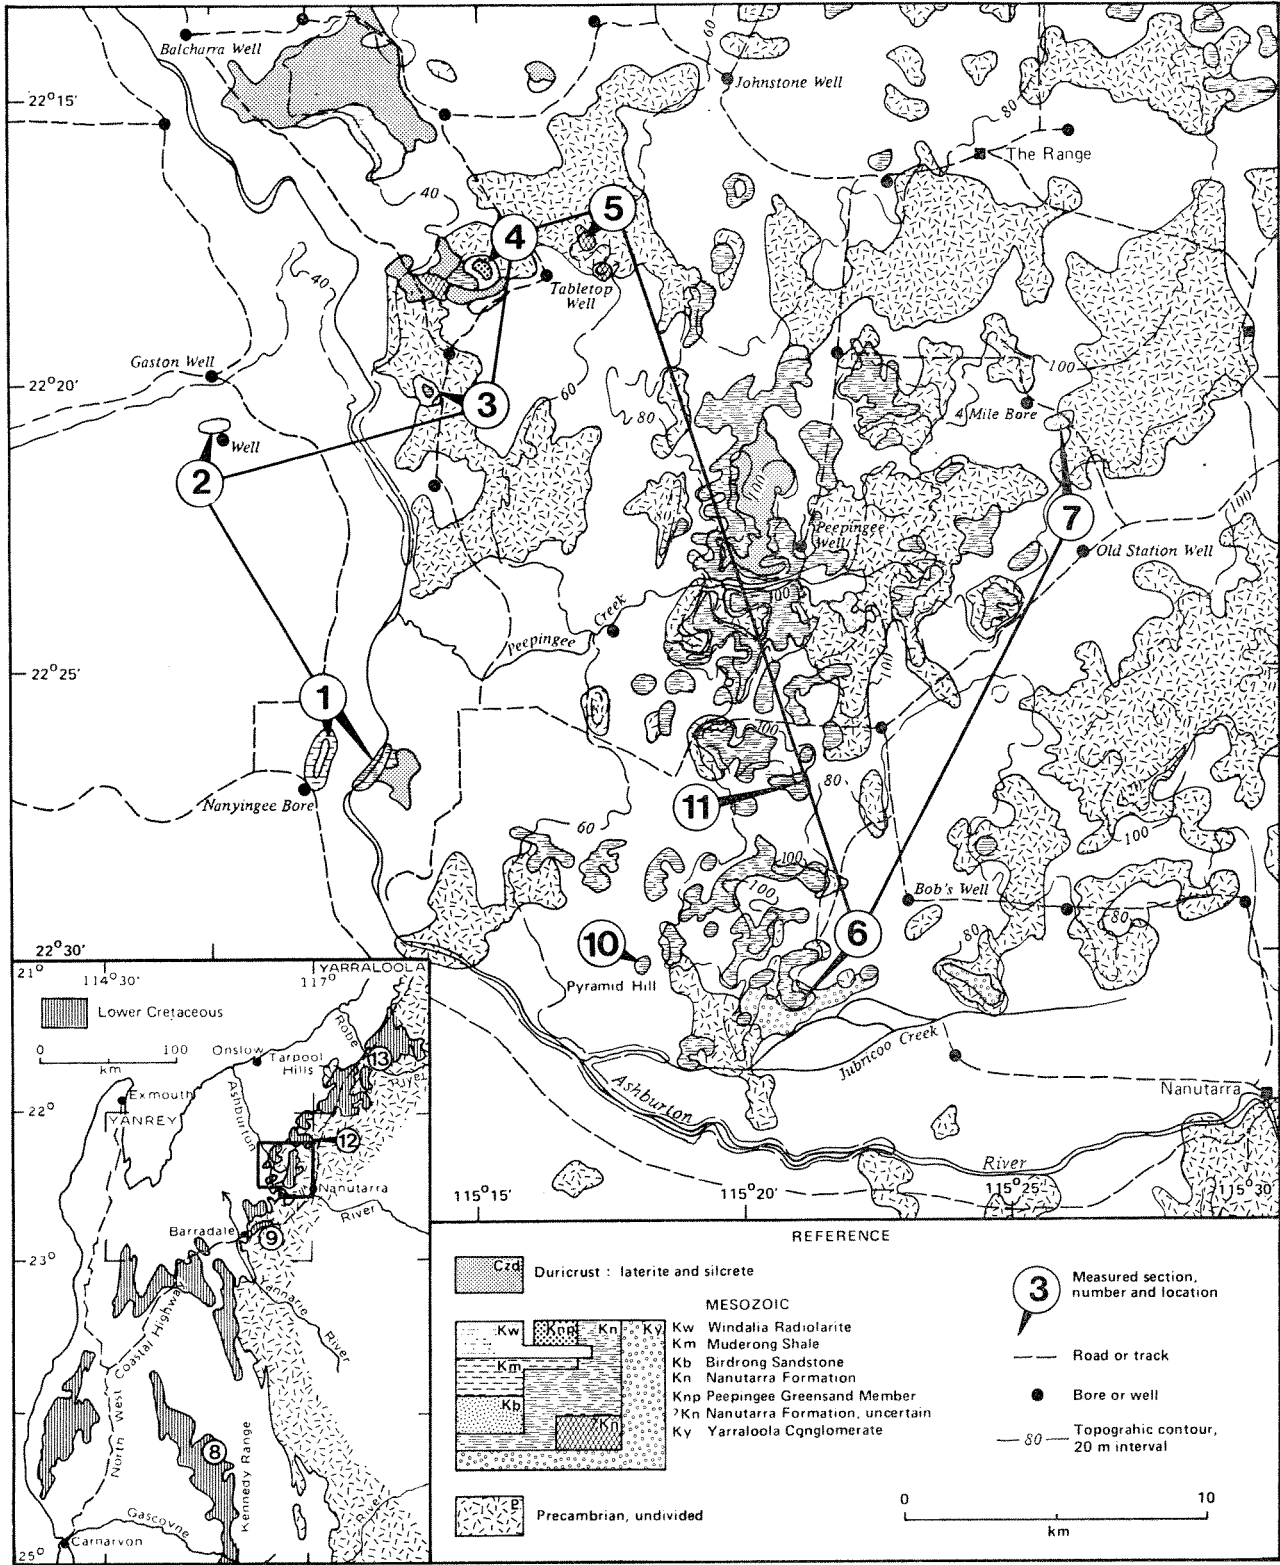 Balcharra Well
60
Johnstone Well
22°15'
80
The Range
40
5
4
40
Tabletop
Well
Gaston Well
100
22°20'
60
80
3
4 Mile Bore
Well
2
100
80
7
Peepingee
Well
Old Station Well
100
Peepingee Creek
22°25'
1
100
80
11
Nanyingee Bore
60
100
100
100
Bob's Well
80
80
6
10
22°30'
Pyramid Hill
Jubricoo Creek
Ashburton
Nanutarra
River
115°15'
115°20'
115°25'
115°30'
21°
114°30'
117°
YARRALOOLA
Lower Cretaceous
0 100
km
Onslow
Tarpool
Hills
Robe
13
River
Exmouth
22°
YANREY
Ashburton
12
Nanutarra
River
Barradale
9
23°
Yannarie
River
North West Coastal Highway
8
Kennedy Range
Gascoyne
River
Carnarvon
25°
REFERENCE
Czd
Duricrust : laterite and silcrete
MESOZOIC
Kw Knp Kn Ky
Km
Kb
?Kn
Kw Windalia Radiolarite
Km Muderong Shale
Kb Birdrong Sandstone
Kn Nanutarra Formation
Knp Peepingee Greensand Member
?Kn Nanutarra Formation, uncertain
Ky Yarraloola Conglomerate
P
Precambrian, undivided
3
Measured section,
number and location
Road or track
Bore or well
80
Topograhic contour,
20 m interval
0 10
km